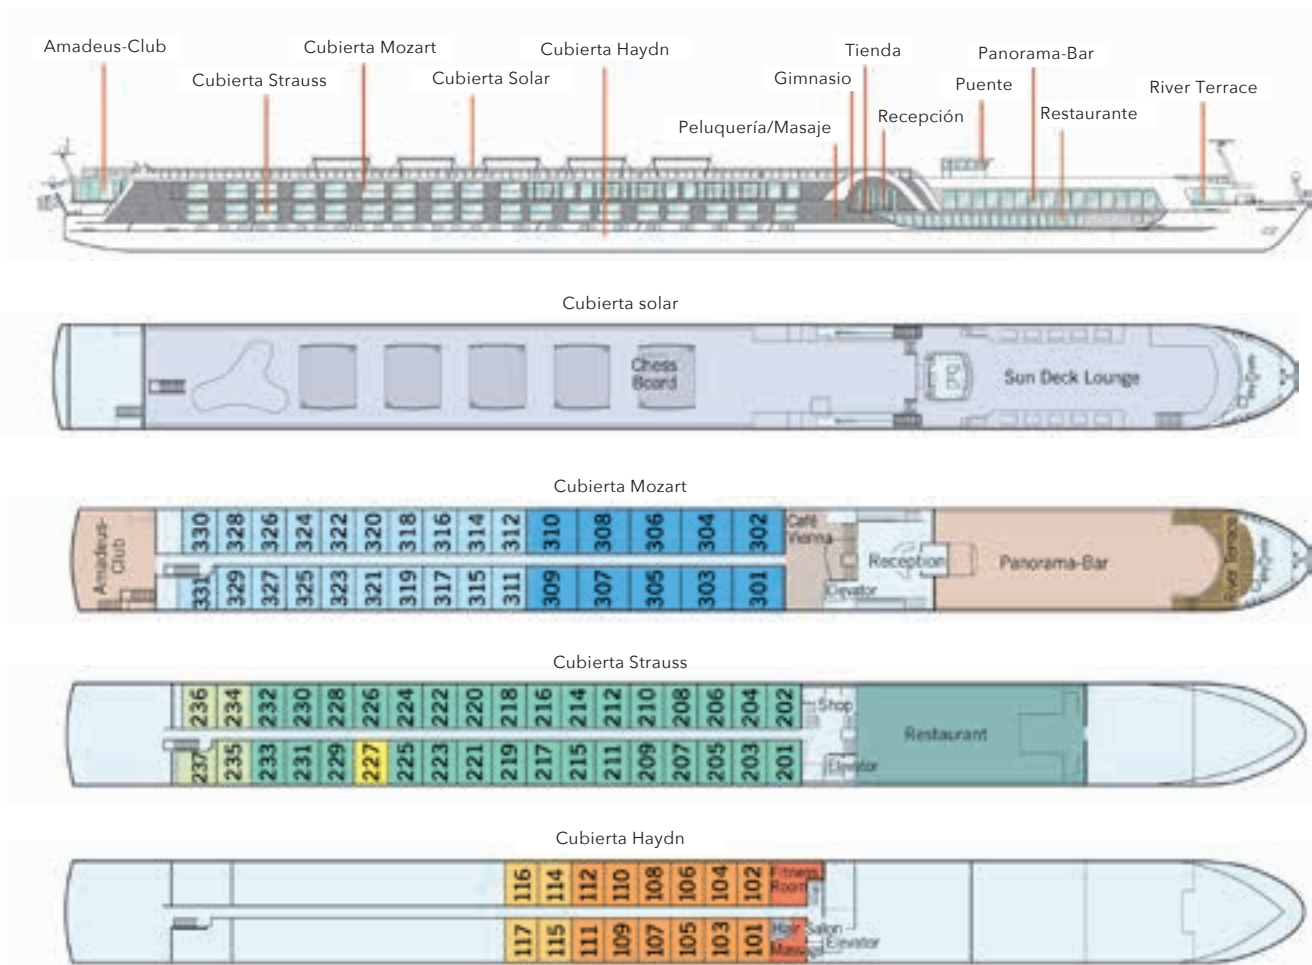 Amadeus-Club
Cubierta Strauss
Cubierta Mozart
Cubierta Solar
Cubierta Haydn
Peluquería/Masaje
Gimnasio
Tienda
Recepción
Puente
Panorama-Bar
Restaurante
River Terrace
Cubierta solar
Chess
Board
Sun Deck Lounge
Cubierta Mozart
Amadeus-
Club
330 328 326 324 322 320 318 316 314 312 310 308 306 304 302
331 329 327 325 323 321 319 317 315 311 309 307 305 303 301
Café
Vienna
Elevator
Reception
Panorama-Bar
River Terrace
Cubierta Strauss
236 234 232 230 228 226 224 222 220 218 216 214 212 210 208 206 204 202
237 235 233 231 229 227 225 223 221 219 217 215 211 209 207 205 203 201
Shop
Elevator
Restaurant
Cubierta Haydn
116 114 112 110 108 106 104 102
117 115 111 109 107 105 103 101
Fitness
Room
Hair Salon
Massage
Elevator